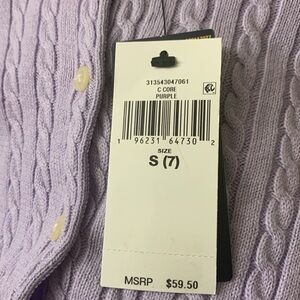 313543047061
C CORE
PURPLE
1 96231 64730 2
SIZE
S (7)
MSRP $59.50